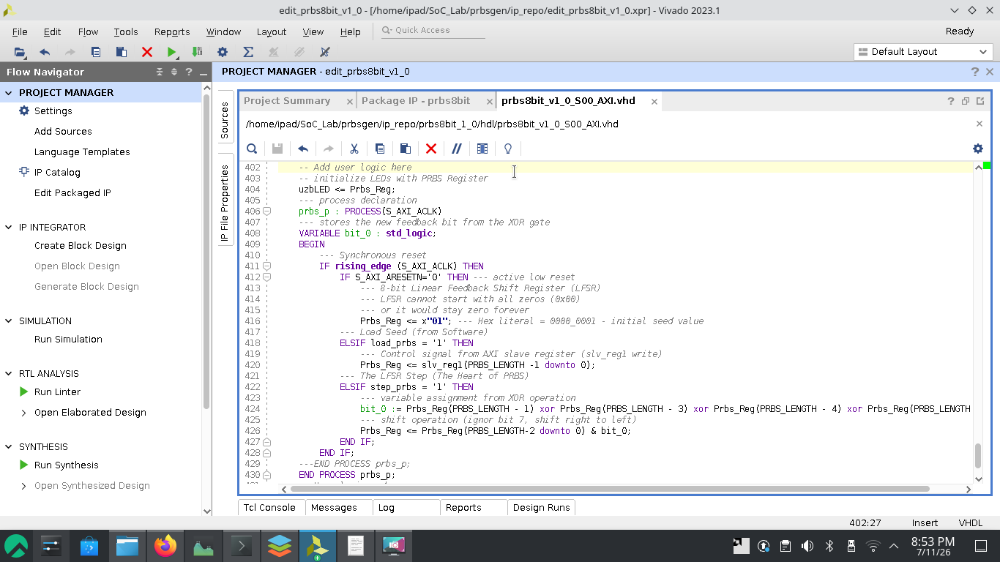 edit_prbs8bit_v1_0 - [/home/ipad/SoC_Lab/prbsgen/ip_repo/edit_prbs8bit_v1_0.xpr] - Vivado 2023.1
File Edit Flow Tools Reports Window Layout View Help Quick Access Ready
Default Layout
Flow Navigator
PROJECT MANAGER - edit_prbs8bit_v1_0
PROJECT MANAGER
Settings
Add Sources
Language Templates
IP Catalog
Edit Packaged IP
IP INTEGRATOR
Create Block Design
Open Block Design
Generate Block Design
SIMULATION
Run Simulation
RTL ANALYSIS
Run Linter
Open Elaborated Design
SYNTHESIS
Run Synthesis
Open Synthesized Design
Sources
IP File Properties
Project Summary Package IP - prbs8bit prbs8bit_v1_0_S00_AXI.vhd
/home/ipad/SoC_Lab/prbsgen/ip_repo/prbs8bit_1_0/hdl/prbs8bit_v1_0_S00_AXI.vhd
402 -- Add user logic here
403 -- initialize LEDs with PRBS Register
404 uzbLED <= Prbs_Reg;
405 --- process declaration
406 prbs_p : PROCESS(S_AXI_ACLK)
407 --- stores the new feedback bit from the XOR gate
408 VARIABLE bit_0 : std_logic;
409 BEGIN
410 --- Synchronous reset
411 IF rising_edge (S_AXI_ACLK) THEN
412 IF S_AXI_ARESETN='0' THEN --- active low reset
413 --- 8-bit Linear Feedback Shift Register (LFSR)
414 --- LFSR cannot start with all zeros (0x00)
415 --- or it would stay zero forever
416 Prbs_Reg <= x"01"; --- Hex literal = 0000_0001 - initial seed value
417 --- Load Seed (from Software)
418 ELSIF load_prbs = '1' THEN
419 --- Control signal from AXI slave register (slv_reg1 write)
420 Prbs_Reg <= slv_reg1(PRBS_LENGTH -1 downto 0);
421 --- The LFSR Step (The Heart of PRBS)
422 ELSIF step_prbs = '1' THEN
423 --- variable assignment from XOR operation
424 bit_0 := Prbs_Reg(PRBS_LENGTH - 1) xor Prbs_Reg(PRBS_LENGTH - 3) xor Prbs_Reg(PRBS_LENGTH - 4) xor Prbs_Reg(PRBS_LENGTH
425 --- shift operation (ignor bit 7, shift right to left)
426 Prbs_Reg <= Prbs_Reg(PRBS_LENGTH-2 downto 0) & bit_0;
427 END IF;
428 END IF;
429 ---END PROCESS prbs_p;
430 END PROCESS prbs_p;
Tcl Console Messages Log Reports Design Runs
402:27 Insert VHDL
8:53 PM
7/11/26